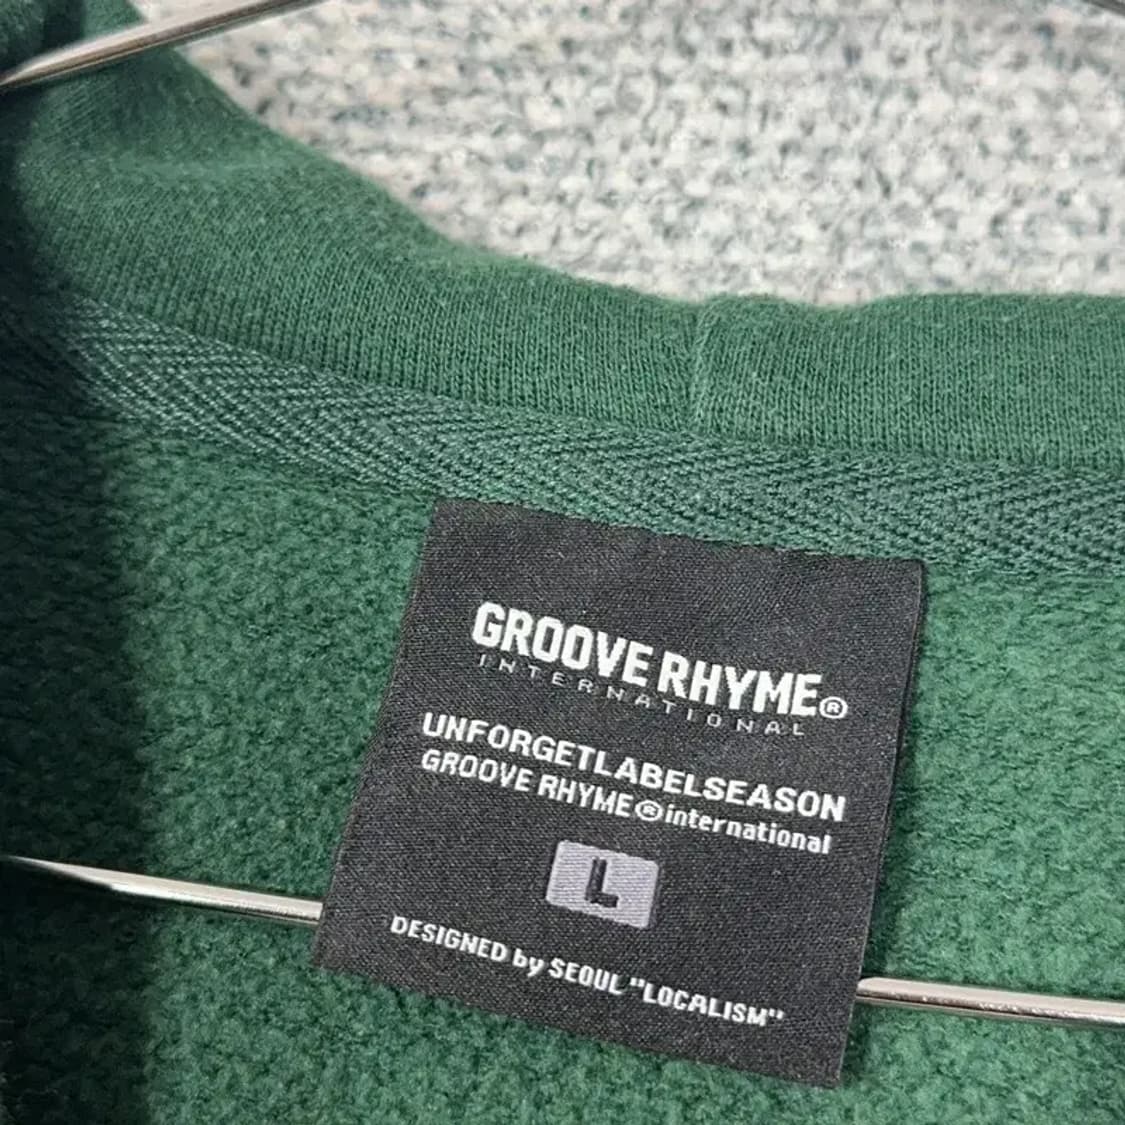 GROOVE RHYME®
INTERNATIONAL
UNFORGETLABELSEASON
GROOVE RHYME®international
L
DESIGNED by SEOUL "LOCALISM"